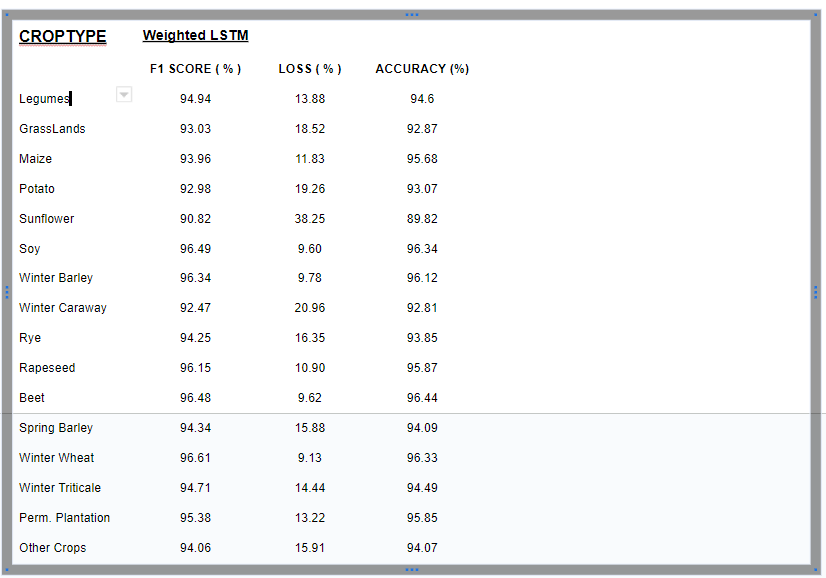 CROPTYPE Weighted LSTM
F1 SCORE ( % ) LOSS ( % ) ACCURACY (%)
Legumes 94.94 13.88 94.6
GrassLands 93.03 18.52 92.87
Maize 93.96 11.83 95.68
Potato 92.98 19.26 93.07
Sunflower 90.82 38.25 89.82
Soy 96.49 9.60 96.34
Winter Barley 96.34 9.78 96.12
Winter Caraway 92.47 20.96 92.81
Rye 94.25 16.35 93.85
Rapeseed 96.15 10.90 95.87
Beet 96.48 9.62 96.44
Spring Barley 94.34 15.88 94.09
Winter Wheat 96.61 9.13 96.33
Winter Triticale 94.71 14.44 94.49
Perm. Plantation 95.38 13.22 95.85
Other Crops 94.06 15.91 94.07